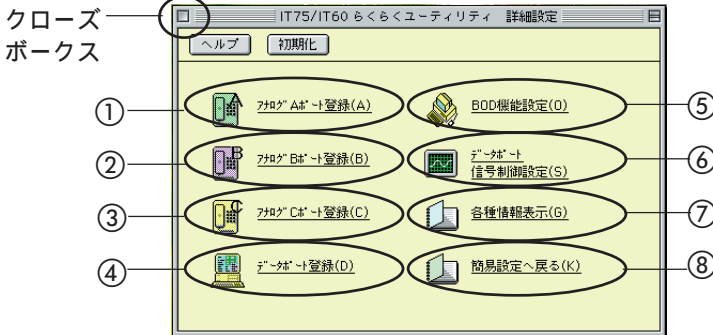 クローズ
ボークス
IT75/IT60 らくらくユーティリティ 詳細設定
ヘルプ
初期化
① ｱﾅﾛｸﾞAﾎﾟｰﾄ登録(A)
② ｱﾅﾛｸﾞBﾎﾟｰﾄ登録(B)
③ ｱﾅﾛｸﾞCﾎﾟｰﾄ登録(C)
④ ﾃﾞｰﾀﾎﾟｰﾄ登録(D)
BOD機能設定(O) ⑤
ﾃﾞｰﾀﾎﾟｰﾄ
信号制御設定(S) ⑥
各種情報表示(G) ⑦
簡易設定へ戻る(K) ⑧
A
B
C